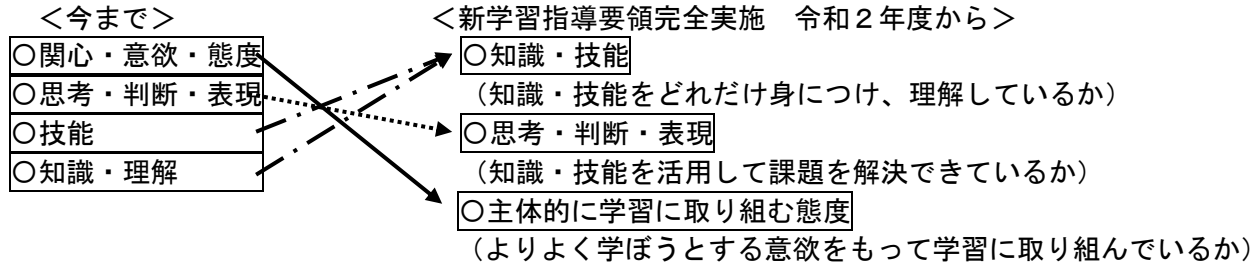 ＜今まで＞
○関心・意欲・態度
○思考・判断・表現
○技能
○知識・理解
＜新学習指導要領完全実施　令和２年度から＞
○知識・技能
（知識・技能をどれだけ身につけ、理解しているか）
○思考・判断・表現
（知識・技能を活用して課題を解決できているか）
○主体的に学習に取り組む態度
（よりよく学ぼうとする意欲をもって学習に取り組んでいるか）